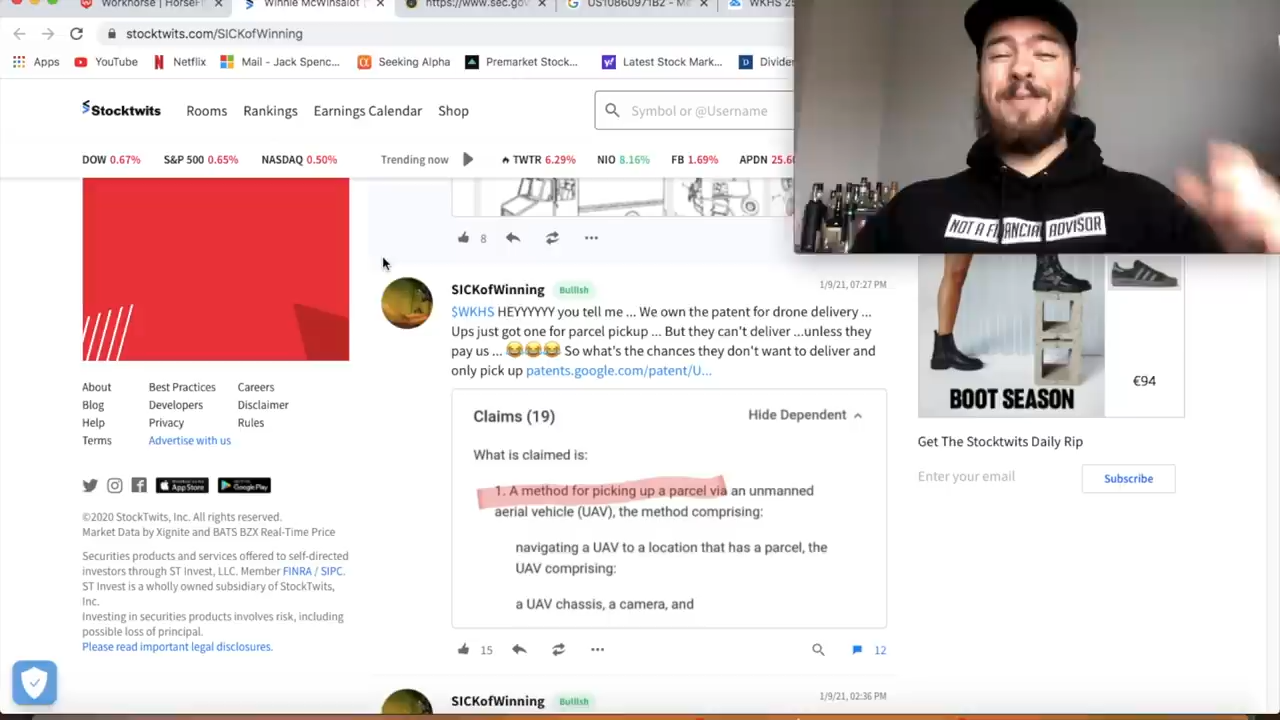 Workhorse | HorseF
Winnie McWinsalot |
https://www.sec.gov
US10860971B2 - Me
WKHS 25
stocktwits.com/SICKofWinning
Apps YouTube Netflix Mail - Jack Spenc... Seeking Alpha Premarket Stock... Latest Stock Mark... Divider
Stocktwits Rooms Rankings Earnings Calendar Shop Symbol or @Username
DOW 0.67% S&P 500 0.65% NASDAQ 0.50% Trending now TWTR 6.29% NIO 8.16% FB 1.69% APDN 25.60
NOT A FINANCIAL ADVISOR
8
SICKofWinning Bullish 1/9/21, 07:27 PM
$WKHS HEYYYYYY you tell me ... We own the patent for drone delivery ...
Ups just got one for parcel pickup ... But they can't deliver ...unless they
pay us ... 😂😂😂 So what's the chances they don't want to deliver and
only pick up patents.google.com/patent/U...
Claims (19) Hide Dependent
What is claimed is:
1. A method for picking up a parcel via an unmanned
aerial vehicle (UAV), the method comprising:
navigating a UAV to a location that has a parcel, the
UAV comprising:
a UAV chassis, a camera, and
15 12
SICKofWinning Bullish 1/9/21, 02:36 PM
About Best Practices Careers
Blog Developers Disclaimer
Help Privacy Rules
Terms Advertise with us
App Store Google Play
©2020 StockTwits, Inc. All rights reserved.
Market Data by Xignite and BATS BZX Real-Time
Price
Securities products and services offered to self-directed
investors through ST Invest, LLC. Member FINRA / SIPC.
ST Invest is a wholly owned subsidiary of StockTwits,
Inc.
Investing in securities products involves risk, including
possible loss of principal.
Please read important legal disclosures.
€94
BOOT SEASON
Get The Stocktwits Daily Rip
Enter your email Subscribe